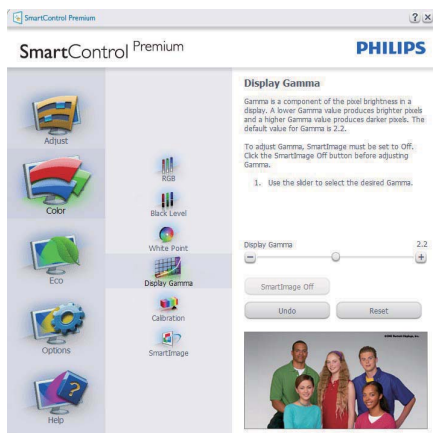 SmartControl Premium
? x
SmartControl Premium
PHILIPS
Adjust
Color
Eco
Options
Help
RGB
Black Level
White Point
Display Gamma
Calibration
SmartImage
Display Gamma
Gamma is a component of the pixel brightness in a
display. A lower Gamma value produces brighter pixels
and a higher Gamma value produces darker pixels. The
default value for Gamma is 2.2.
To adjust Gamma, SmartImage must be set to Off.
Click the SmartImage Off button before adjusting
Gamma.
1. Use the slider to select the desired Gamma.
Display Gamma 2.2
SmartImage Off
Undo Reset